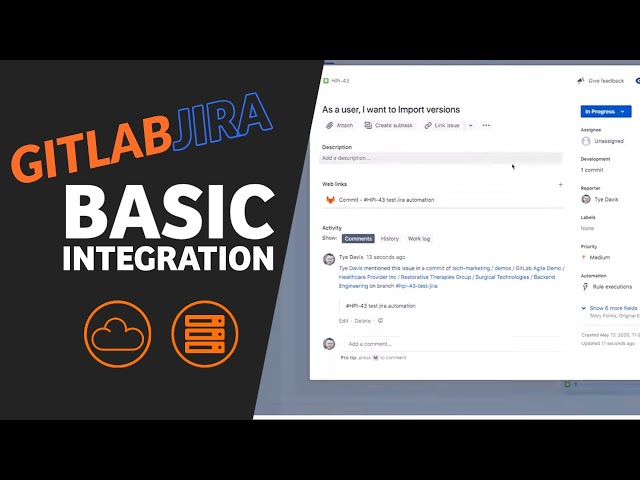 GITLAB JIRA
BASIC
INTEGRATION
HPI-43
Give feedback
As a user, I want to Import versions
In Progress
Attach
Create subtask
Link issue
Assignee
Unassigned
Description
Add a description...
Development
1 commit
Web links
Reporter
Tye Davis
Commit - #HPI-43 test jira automation
Labels
None
Activity
Show:
Comments
History
Work log
Priority
Medium
Tye Davis 13 seconds ago
Tye Davis mentioned this issue in a commit of tech-marketing / demos / GitLab Agile Demo /
Healthcare Provider Inc / Restorative Therapies Group / Surgical Technologies / Backend
Engineering on branch #hpi-43-test-jira
Automation
Rule executions
#HPI-43 test jira automation
Show 6 more fields
Story Points, Original E
Edit · Delete ·
Created May 13, 2020, 11:0
Updated 11 seconds ago
Add a comment...
Pro tip: press M to comment